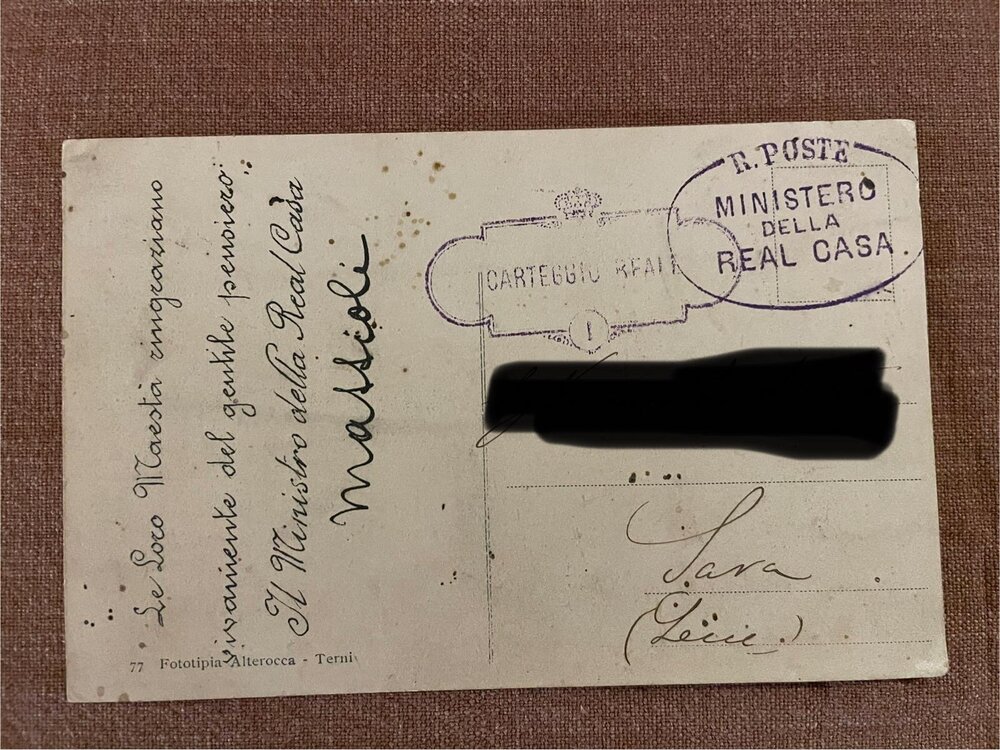 Le Loro Maestà ringraziano
vivamente del gentile pensiero
Il Ministro della Real Casa
Mattioli
77 Fototipia Alterocca - Terni
CARTEGGIO REALE
1
R. POSTE
MINISTERO
DELLA
REAL CASA
Sava
(Lecce)